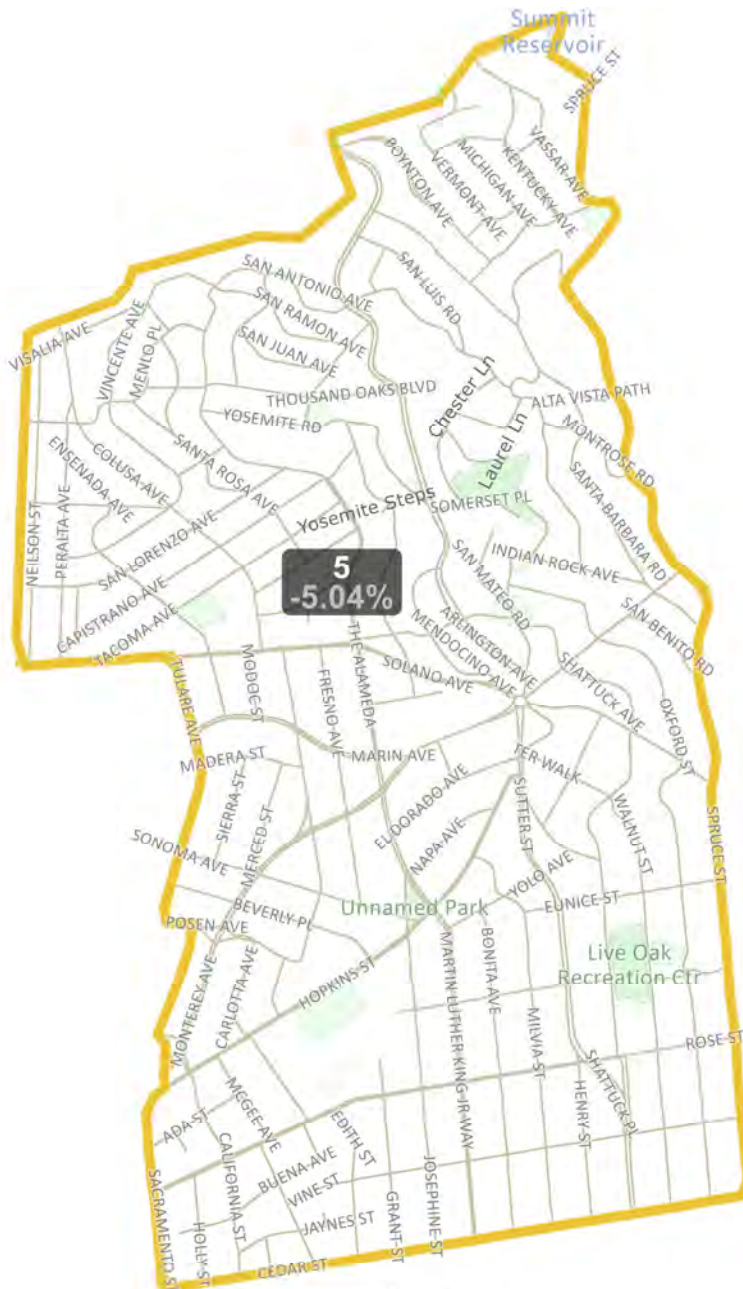 Summit
Reservoir
SPRUCE ST
BOYNTON AVE
VERMONT AVE
MICHIGAN AVE
KENTUCKY AVE
VASSAR AVE
SAN ANTONIO AVE
SAN LUIS RD
SAN RAMON AVE
SAN JUAN AVE
VISALIA AVE
VINCENTE AVE
MENLO PL
THOUSAND OAKS BLVD
YOSEMITE RD
Chester Ln
Laurel Ln
ALTA VISTA PATH
MONTROSE RD
ENSENADA AVE
COLUSA AVE
SANTA ROSA AVE
Yosemite Steps
SOMERSET PL
SANTA BARBARA RD
NEILSON ST
PERALTA AVE
SAN LORENZO AVE
INDIAN ROCK AVE
5
-5.04%
SAN MATEO RD
CAPISTRANO AVE
TACOMA AVE
SAN BENITO RD
ARLINGTON AVE
MENDOCINO AVE
TULARE AVE
MODOC ST
FRESNO AVE
THE ALAMEDA
SOLANO AVE
SHATTUCK AVE
OXFORD ST
MADERA ST
MARIN AVE
TER WALK
SIERRA ST
MERCED ST
EL DORADO AVE
SUTTER ST
WALNUT ST
SPRUCE ST
NAPA AVE
SONOMA AVE
YOLO AVE
EUNICE ST
BEVERLY PL
Unnamed Park
POSEN AVE
BONITA AVE
Live Oak
Recreation Ctr
MONTEREY AVE
CARLOTTA AVE
HOPKINS ST
MARTIN LUTHER KING JR WAY
MILVIA ST
ROSE ST
SHATTUCK PL
HENRY ST
ADA ST
MCGEE AVE
EDITH ST
CALIFORNIA ST
BUENA AVE
VINE ST
JOSEPHINE ST
GRANT ST
SACRAMENTO ST
HOLLY ST
JAYNES ST
CEDAR ST